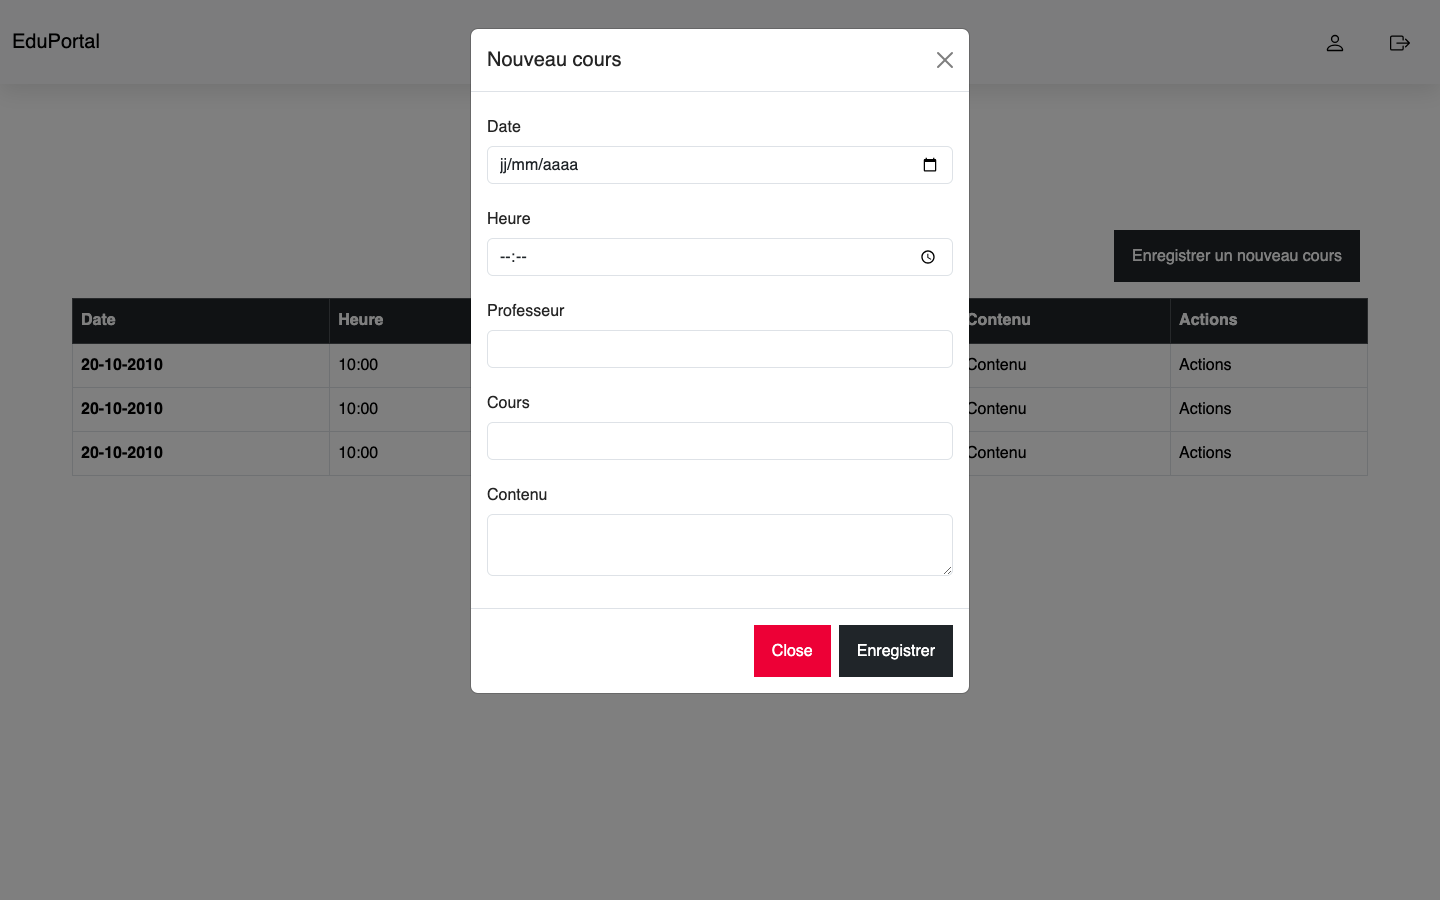 EduPortal
Nouveau cours
Date
jj/mm/aaaa
Heure
--:--
Professeur
Cours
Contenu
Close Enregistrer
Enregistrer un nouveau cours
Date Heure Contenu Actions
20-10-2010 10:00 Contenu Actions
20-10-2010 10:00 Contenu Actions
20-10-2010 10:00 Contenu Actions